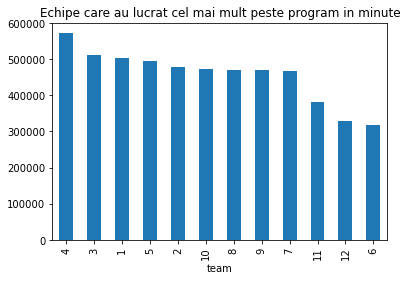 Echipe care au lucrat cel mai mult peste program in minute
600000
500000
400000
300000
200000
100000
0
4 3 1 5 2 10 8 9 7 11 12 6
team